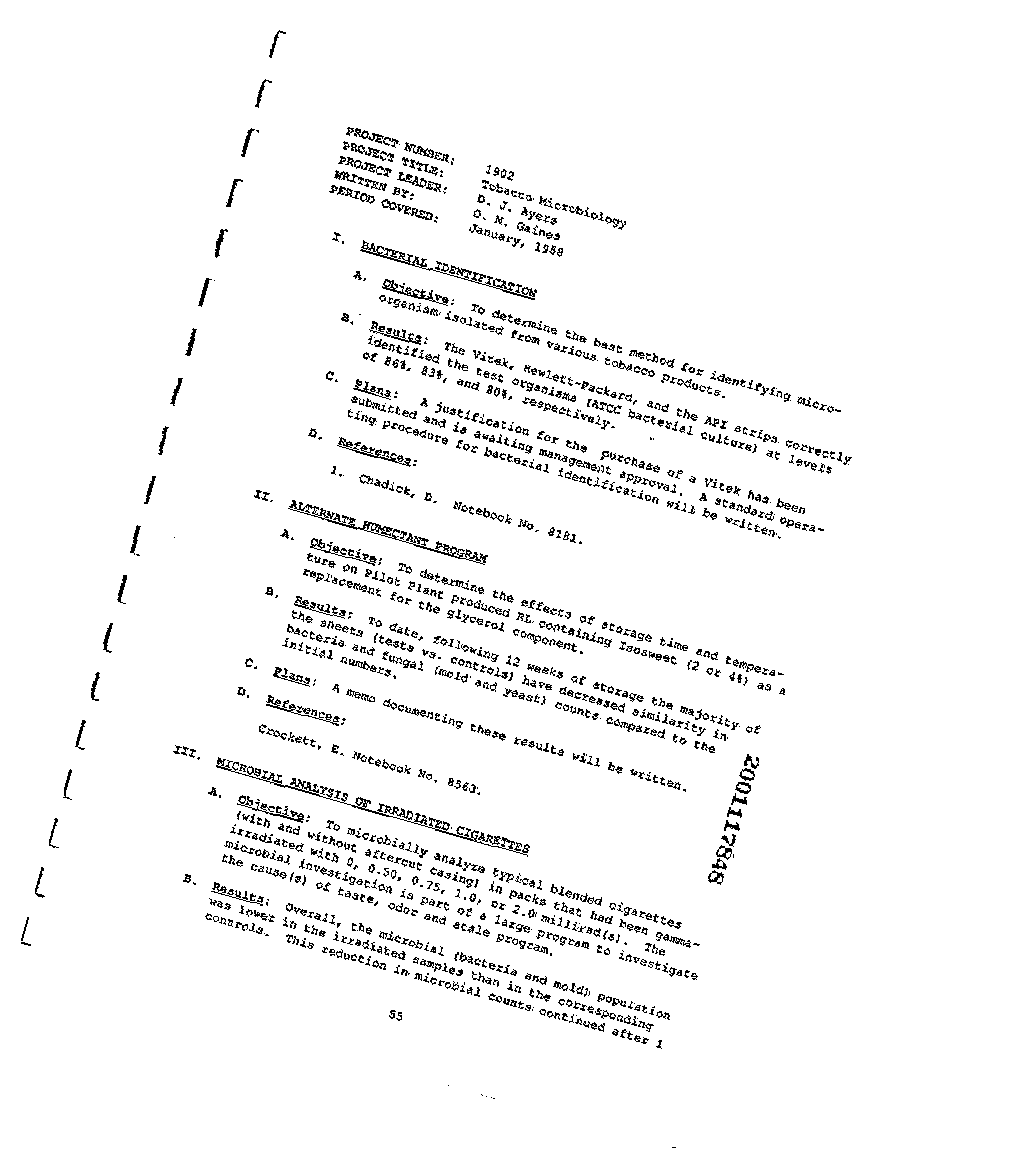 PROJECT NUMBER: 1902
PROJECT TITLE: Tobacco Microbiology
PROJECT LEADER: D. J. Ayers
WRITTEN BY: O. M. Gaines
PERIOD COVERED: January, 1988
I. BACTERIAL IDENTIFICATION
A. Objective: To determine the best method for identifying micro-
organism isolated from various tobacco products.
B. Results: The Vitek, Hewlett-Packard, and the API strips correctly
identified the test organisms (ATCC bacterial culture) at levels
of 86%, 83%, and 80%, respectively.
C. Plans: A justification for the purchase of a Vitek has been
submitted and is awaiting management approval. A standard opera-
ting procedure for bacterial identification will be written.
D. References:
1. Chadick, D. Notebook No. 8181.
II. ALTERNATE HUMECTANT PROGRAM
A. Objective: To determine the effects of storage time and tempera-
ture on Pilot Plant produced RL containing Isosweet (2 or 4%) as a
replacement for the glycerol component.
B. Results: To date, following 12 weeks of storage the majority of
the sheets (tests vs. controls) have decreased similarity in
bacteria and fungal (mold and yeast) counts compared to the
initial numbers.
C. Plans: A memo documenting these results will be written.
D. References:
Crockett, E. Notebook No. 8563.
III. MICROBIAL ANALYSIS OF IRRADIATED CIGARETTES
A. Objective: To microbially analyze typical blended cigarettes
(with and without aftercut casing) in packs that had been gamma-
irradiated with 0, 0.50, 0.75, 1.0, or 2.0 millirad(s). The
microbial investigation is part of a large program to investigate
the cause(s) of taste, odor and stale program.
B. Results: Overall, the microbial (bacteria and mold) population
was lower in the irradiated samples than in the corresponding
controls. This reduction in microbial counts continued after 1
55
2001117848